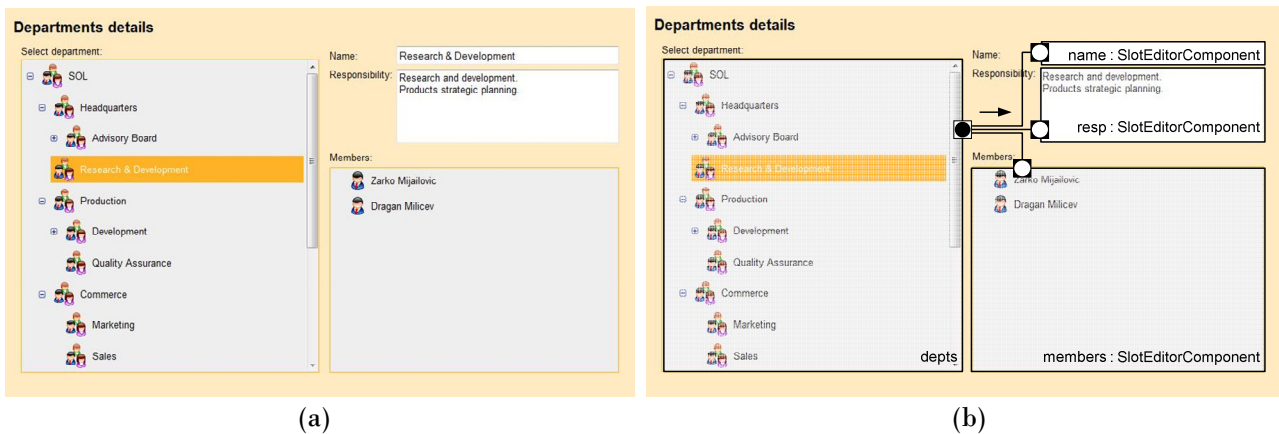 Departments details
Select department:
SOL
Headquarters
Advisory Board
Research & Development
Production
Development
Quality Assurance
Commerce
Marketing
Sales
Name:
Research & Development
Responsibility:
Research and development.
Products strategic planning.
Members:
Zarko Mijailovic
Dragan Milicev
(a)
Departments details
Select department:
SOL
Headquarters
Advisory Board
Research & Development
Production
Development
Quality Assurance
Commerce
Marketing
Sales
depts
Name:
name : SlotEditorComponent
Responsibility:
Research and development.
Products strategic planning.
resp : SlotEditorComponent
Members:
Zarko Mijailovic
Dragan Milicev
members : SlotEditorComponent
(b)